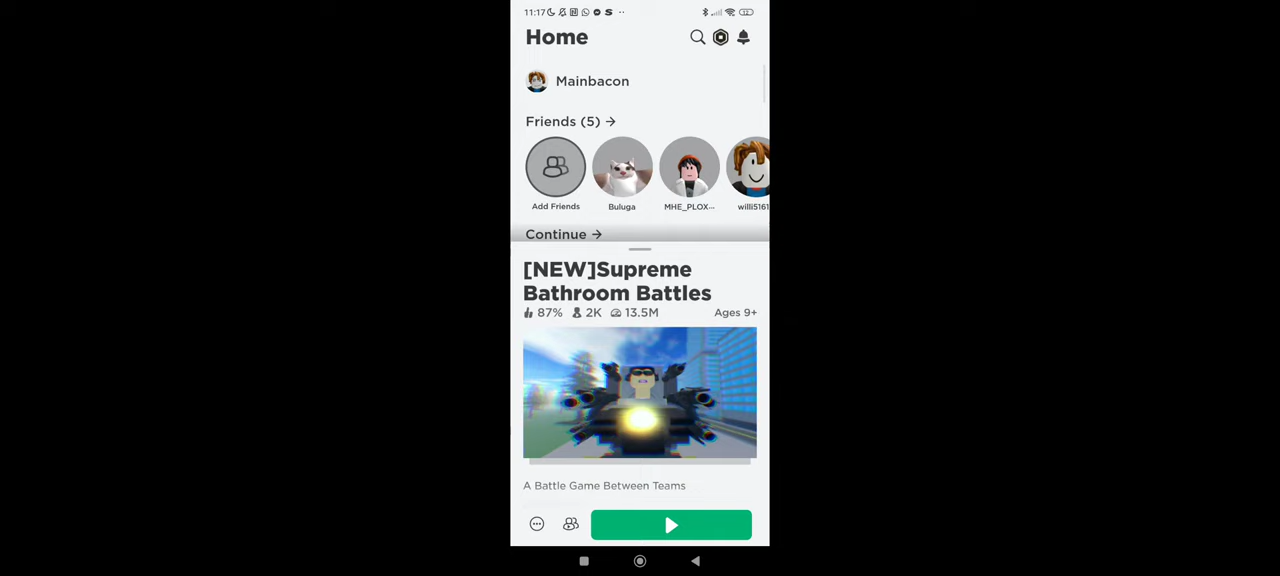 11:17
Home
Mainbacon
Friends (5) →
Add Friends
Buluga
MHE_PLOX...
willi5161
Continue →
[NEW]Supreme
Bathroom Battles
87% 2K 13.5M Ages 9+
A Battle Game Between Teams